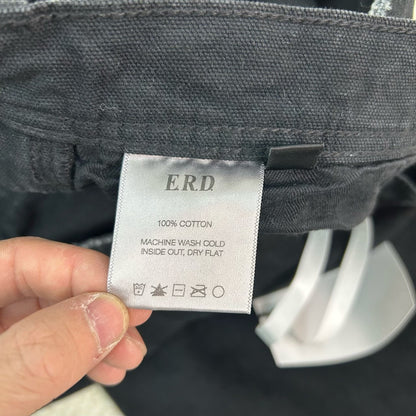 E.R.D.
100% COTTON
MACHINE WASH COLD
INSIDE OUT, DRY FLAT